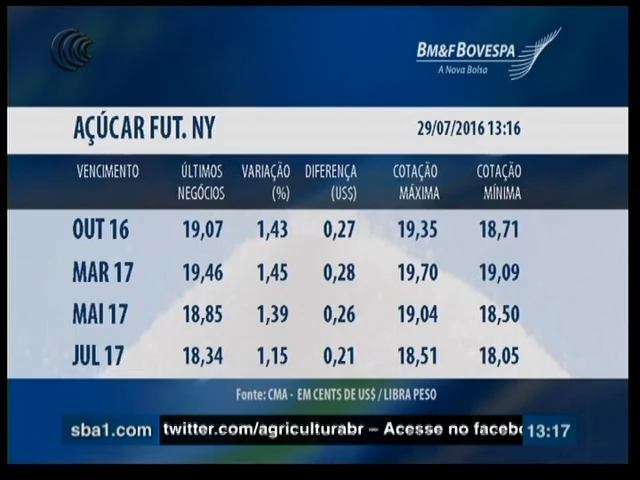 BM&FBOVESPA
A Nova Bolsa
AÇÚCAR FUT. NY 29/07/2016 13:16
VENCIMENTO ÚLTIMOS NEGÓCIOS VARIAÇÃO (%) DIFERENÇA (US$) COTAÇÃO MÁXIMA COTAÇÃO MÍNIMA
OUT 16 19,07 1,43 0,27 19,35 18,71
MAR 17 19,46 1,45 0,28 19,70 19,09
MAI 17 18,85 1,39 0,26 19,04 18,50
JUL 17 18,34 1,15 0,21 18,51 18,05
Fonte: CMA - EM CENTS DE US$ / LIBRA PESO
sba1.com twitter.com/agriculturabr – Acesse no facebo 13:17